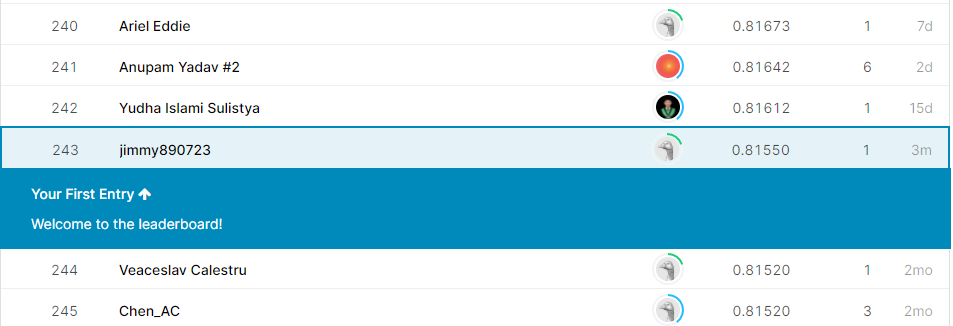 240 Ariel Eddie 0.81673 1 7d
241 Anupam Yadav #2 0.81642 6 2d
242 Yudha Islami Sulistya 0.81612 1 15d
243 jimmy890723 0.81550 1 3m
Your First Entry
Welcome to the leaderboard!
244 Veaceslav Calestru 0.81520 1 2mo
245 Chen_AC 0.81520 3 2mo